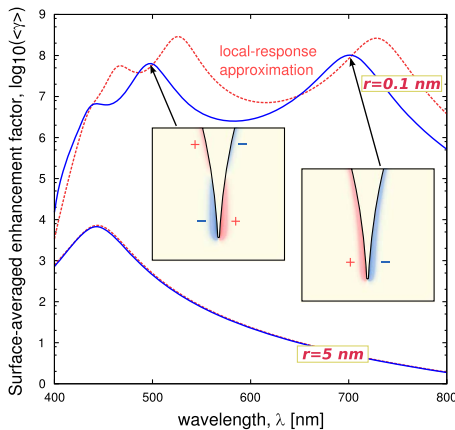 Surface-averaged enhancement factor, log10(<γ>)
9
8
7
6
5
4
3
2
1
0
local-response
approximation
r=0.1 nm
+ −
− +
+ −
r=5 nm
400 500 600 700 800
wavelength, λ [nm]